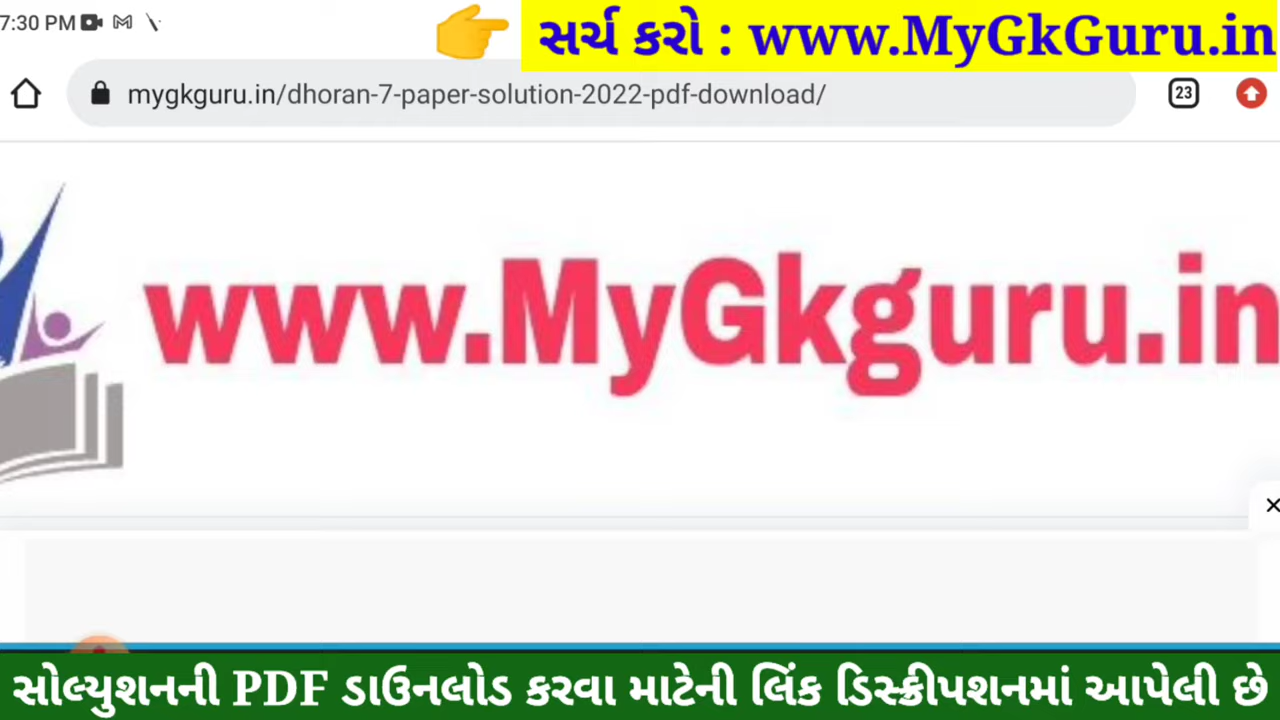 7:30 PM
સર્ચ કરો : www.MyGkGuru.in
mygkguru.in/dhoran-7-paper-solution-2022-pdf-download/
23
www.MyGkguru.in
સોલ્યુશનની PDF ડાઉનલોડ કરવા માટેની લિંક ડિસ્ક્રીપશનમાં આપેલી છે